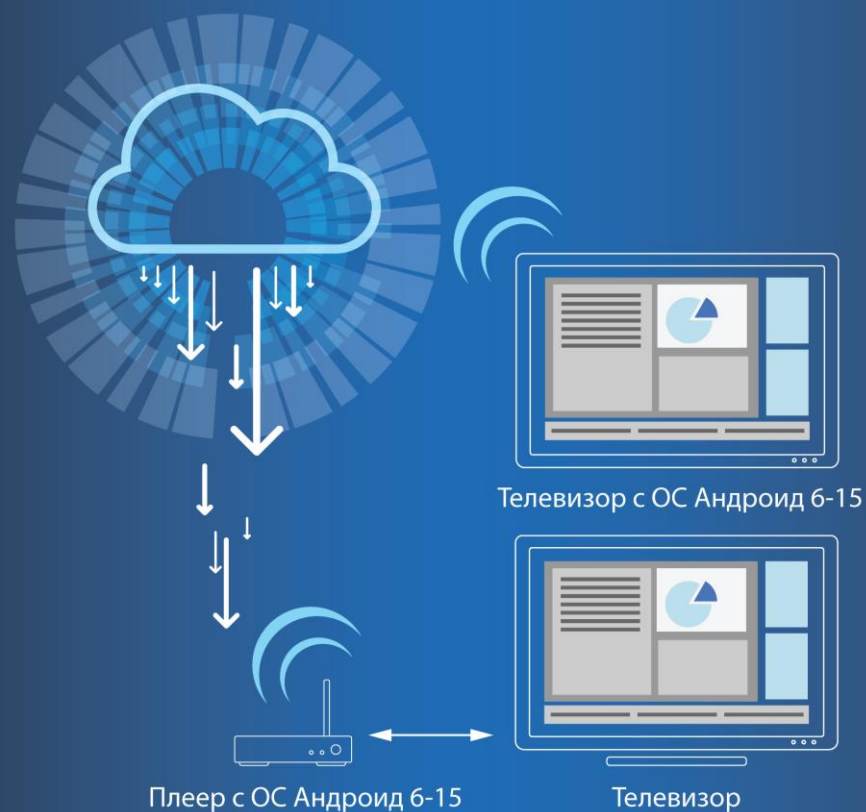 Телевизор с ОС Андроид 6-15
Плеер с ОС Андроид 6-15
Телевизор